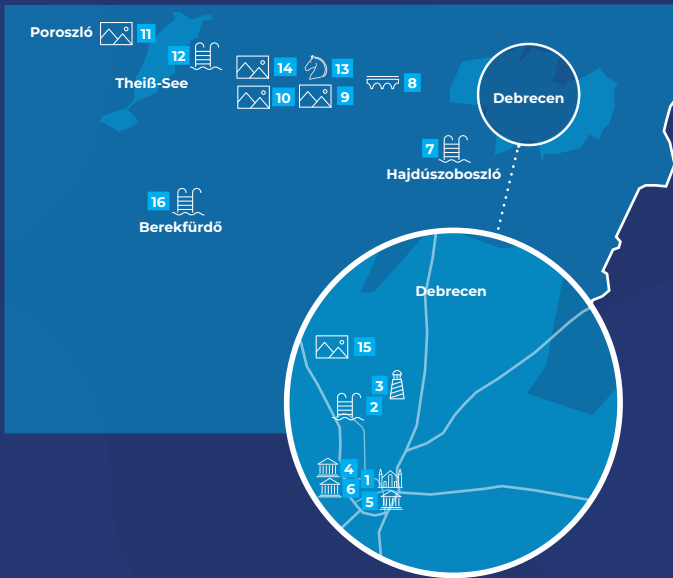 Poroszló 11
12
Theiß-See
14 13
8
10 9
Debrecen
7
Hajdúszoboszló
16
Berekfürdő
Debrecen
15
3
2
4 1
6
5